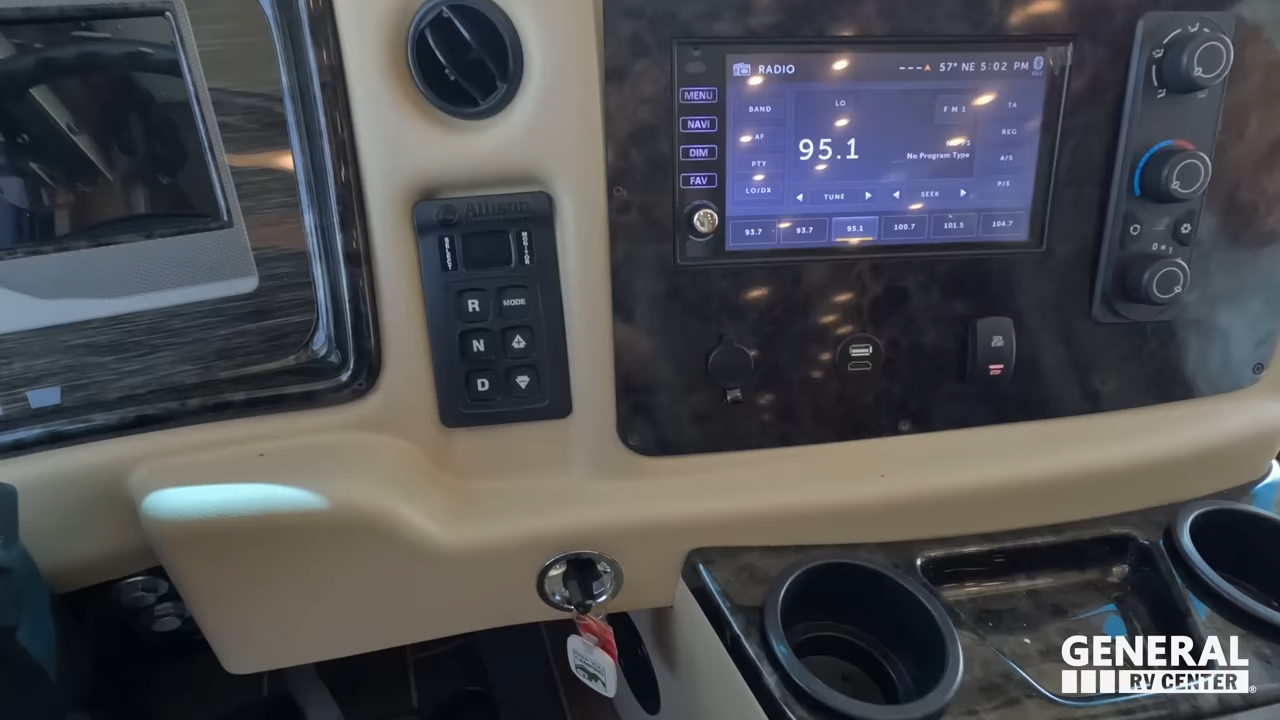 RADIO
---▲ 57° NE 5:02 PM
MENU
NAVI
DIM
FAV
BAND
AF
PTY
LO/DX
LO
95.1
FM 1
No Program Type
TA
REG
A/S
P/S
◀ TUNE ▶
◀ SEEK ▶
93.7 93.7 95.1 100.7 101.5 104.7
Allison
SELECT
MONITOR
R MODE
N
D
GENERAL
RV CENTER®